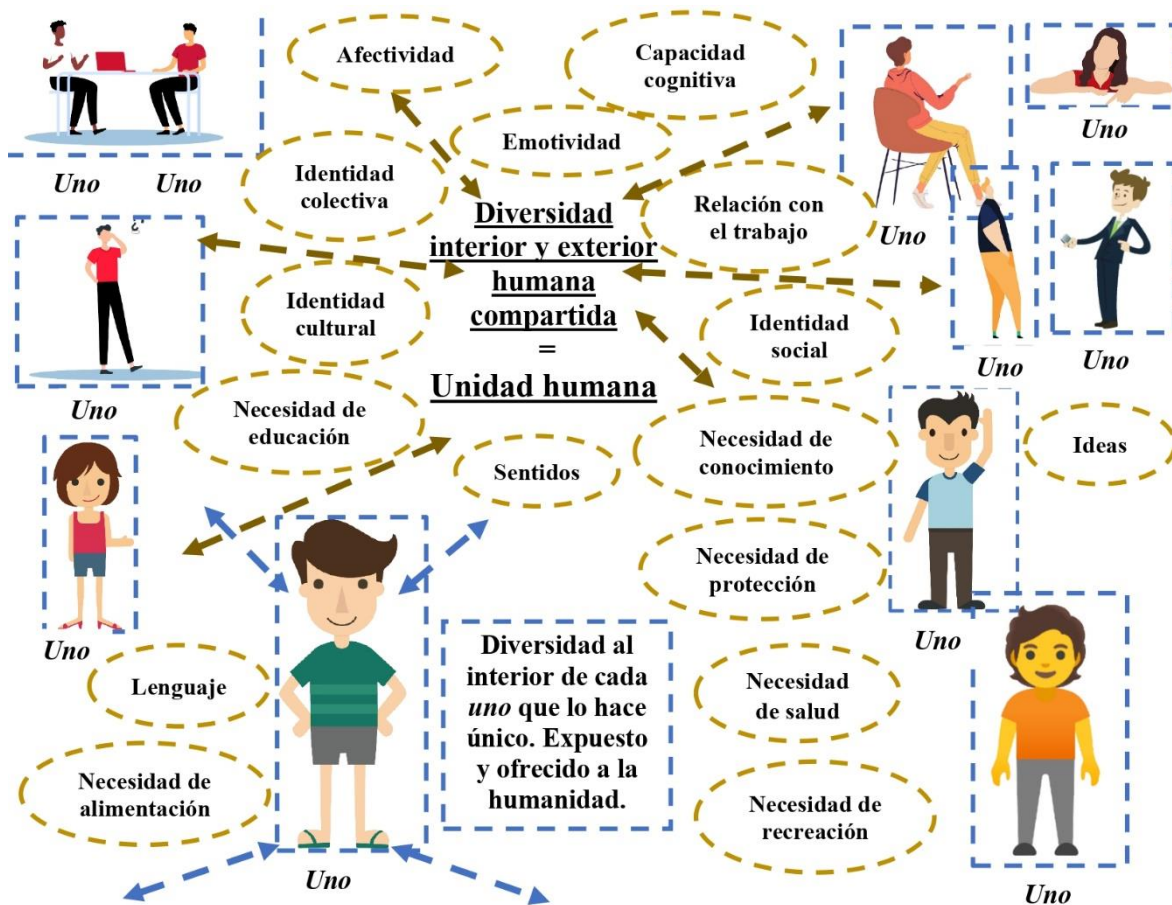 Afectividad
Capacidad
cognitiva
Emotividad
Uno
Uno
Uno
Identidad
colectiva
Diversidad
interior y exterior
humana
compartida
=
Unidad humana
Relación con
el trabajo
Uno
¿?
Identidad
cultural
Identidad
social
Uno
Uno
Uno
Necesidad de
educación
Necesidad de
conocimiento
Ideas
Sentidos
Necesidad de
protección
Uno
Uno
Lenguaje
Diversidad al
interior de cada
uno que lo hace
único. Expuesto
y ofrecido a la
humanidad.
Necesidad
de salud
Necesidad de
alimentación
Necesidad de
recreación
Uno
Uno